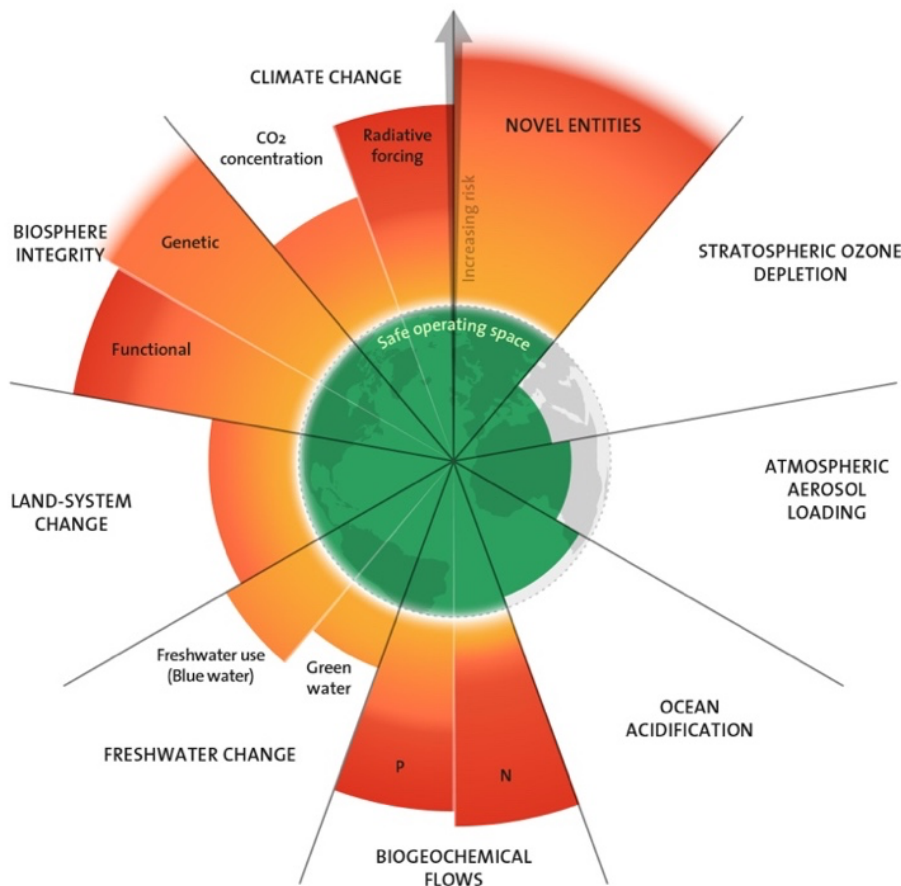 CLIMATE CHANGE
CO2
concentration
Radiative
forcing
NOVEL ENTITIES
Increasing risk
BIOSPHERE
INTEGRITY
Genetic
STRATOSPHERIC OZONE
DEPLETION
Safe operating space
Functional
LAND-SYSTEM
CHANGE
ATMOSPHERIC
AEROSOL
LOADING
Freshwater use
(Blue water)
Green
water
OCEAN
ACIDIFICATION
FRESHWATER CHANGE
P
N
BIOGEOCHEMICAL
FLOWS